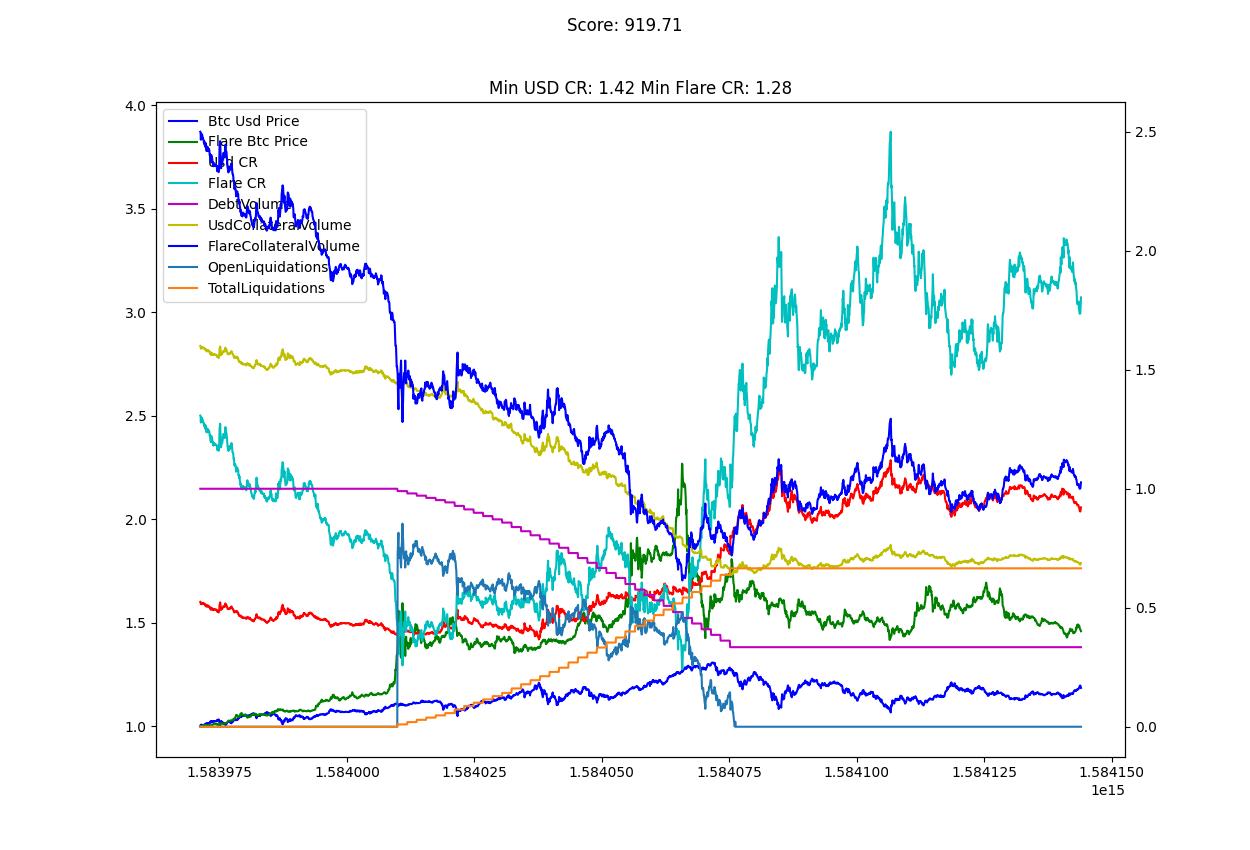 Score: 919.71
Min USD CR: 1.42 Min Flare CR: 1.28
4.0
3.5
3.0
2.5
2.0
1.5
1.0
Btc Usd Price
Flare Btc Price
Usd CR
Flare CR
DebtVolume
UsdCollateralVolume
FlareCollateralVolume
OpenLiquidations
TotalLiquidations
2.5
2.0
1.5
1.0
0.5
0.0
1.583975 1.584000 1.584025 1.584050 1.584075 1.584100 1.584125 1.584150
1e15